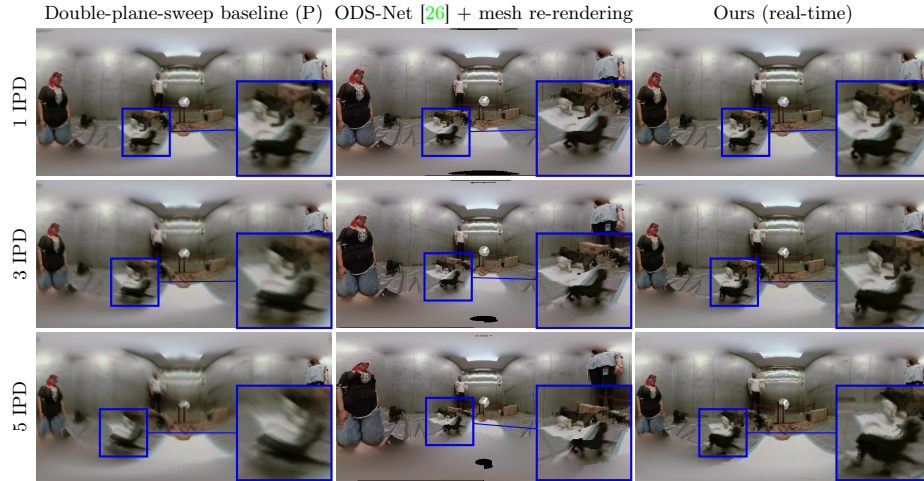 Double-plane-sweep baseline (P) ODS-Net [26] + mesh re-rendering Ours (real-time)
1 IPD
3 IPD
5 IPD